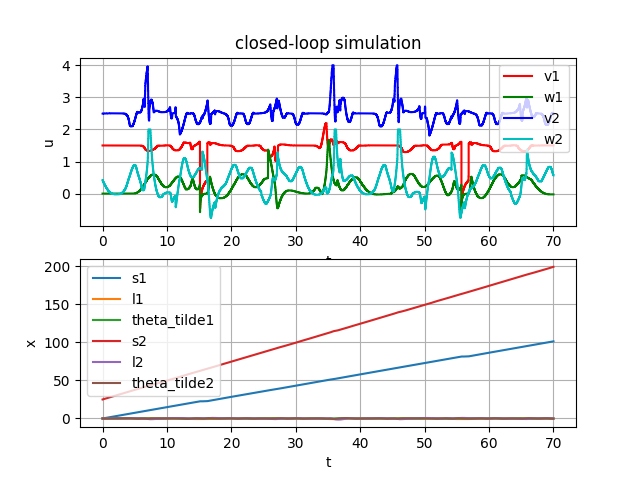 closed-loop simulation
4
3
2
1
0
u
v1
w1
v2
w2
0 10 20 30 40 50 60 70
200
150
100
50
0
x
s1
l1
theta_tilde1
s2
l2
theta_tilde2
0 10 20 30 40 50 60 70
t